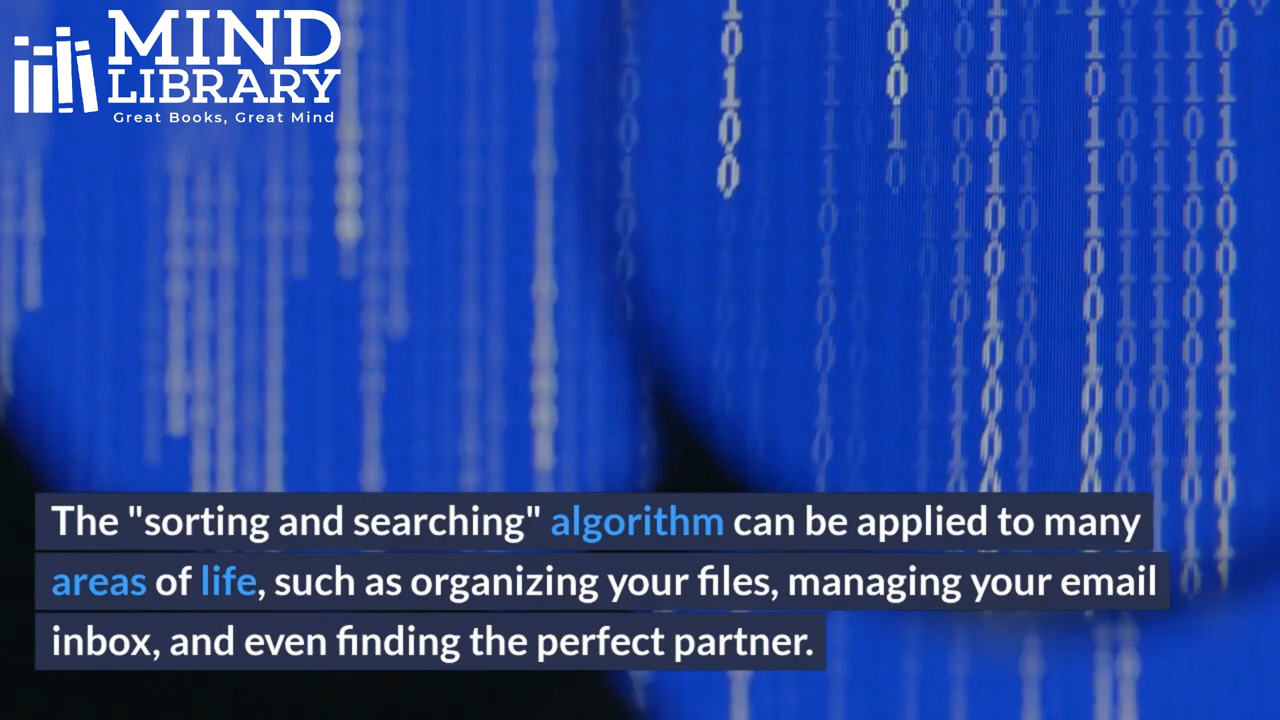 MIND
LIBRARY
Great Books, Great Mind
The "sorting and searching" algorithm can be applied to many
areas of life, such as organizing your files, managing your email
inbox, and even finding the perfect partner.